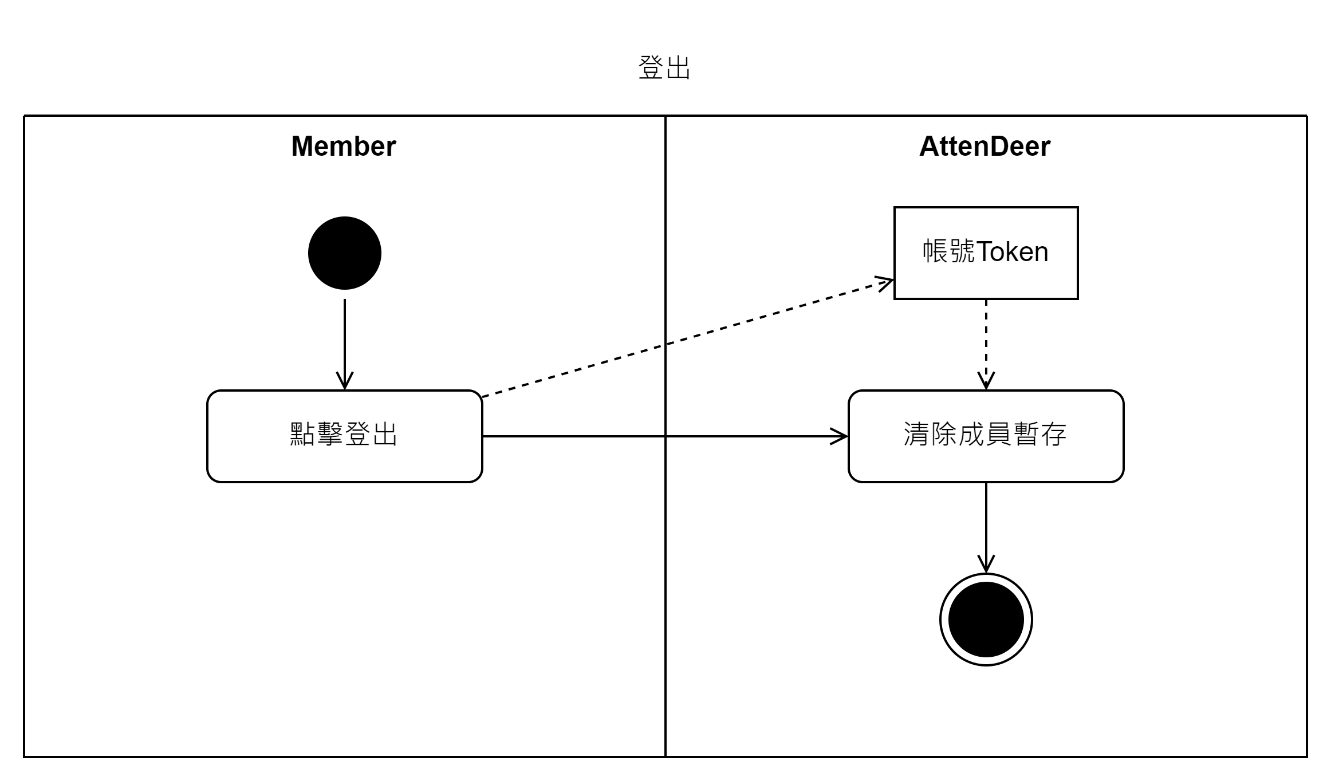 登出
Member
AttenDeer
帳號Token
點擊登出
清除成員暫存